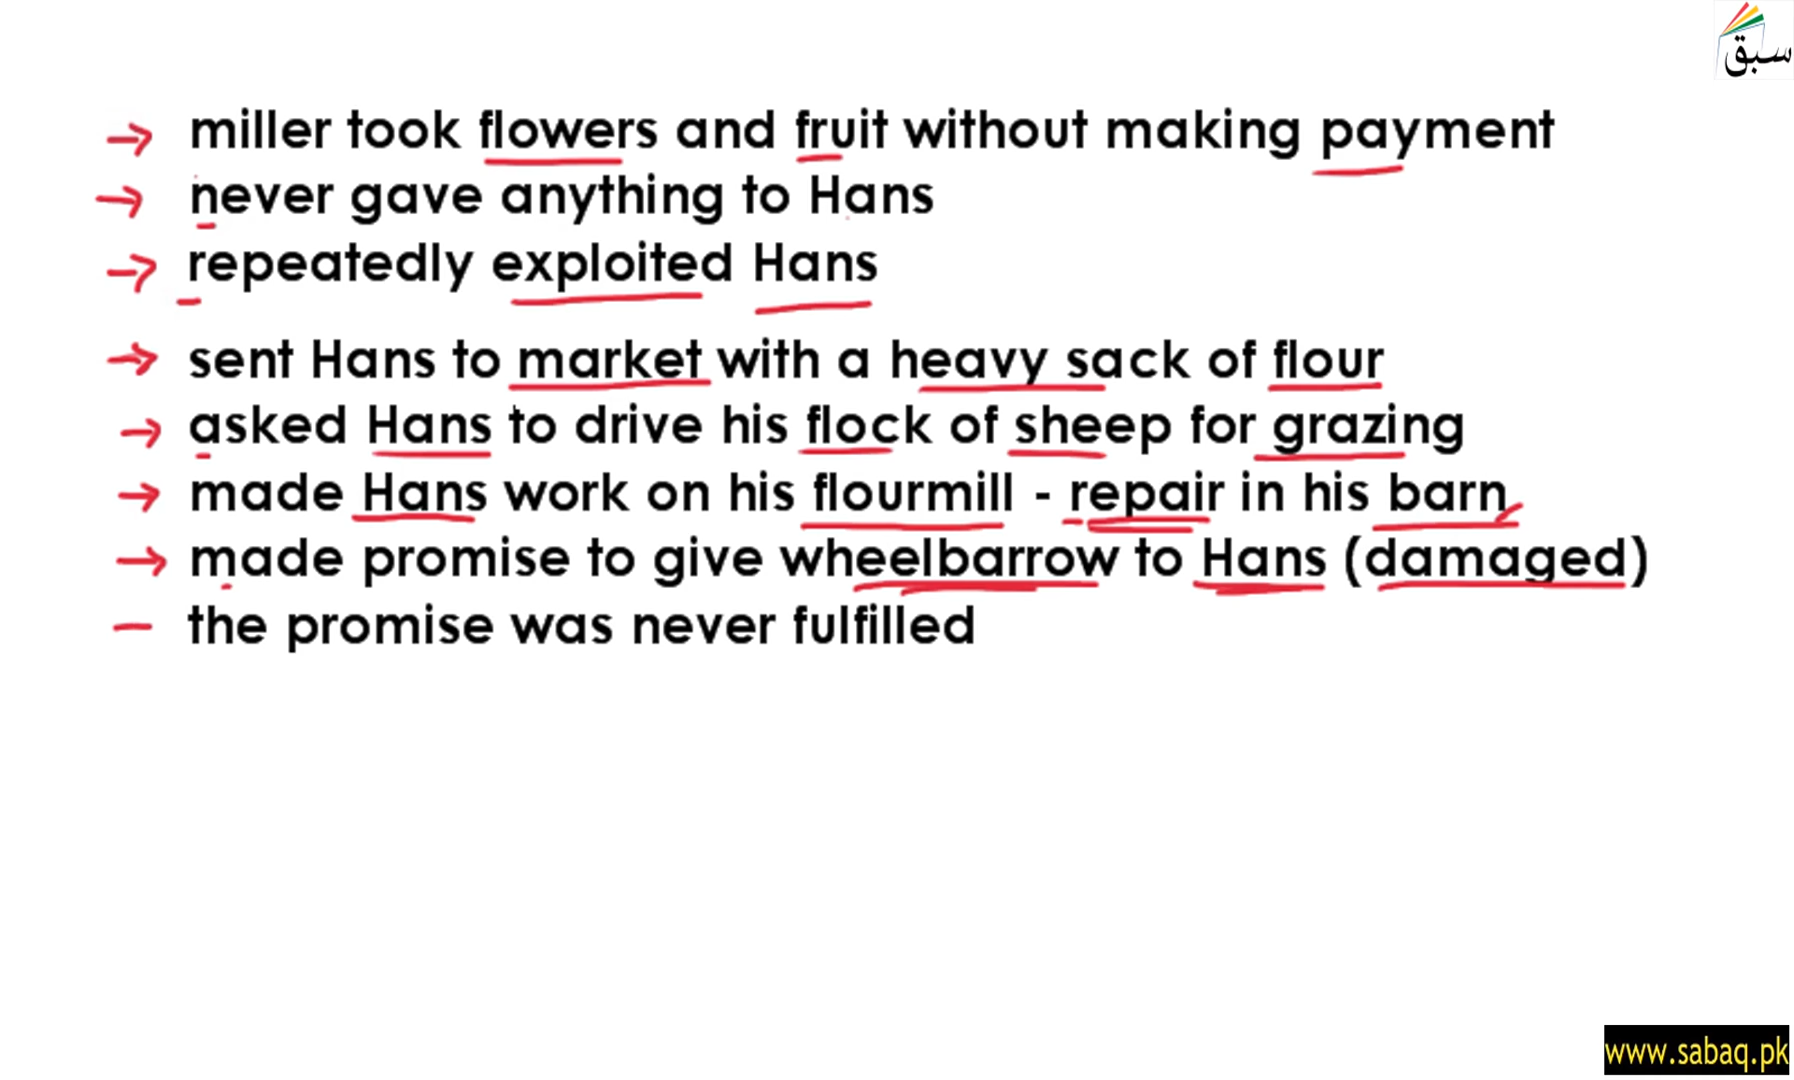 سبق
miller took flowers and fruit without making payment
never gave anything to Hans
repeatedly exploited Hans
sent Hans to market with a heavy sack of flour
asked Hans to drive his flock of sheep for grazing
made Hans work on his flourmill - repair in his barn
made promise to give wheelbarrow to Hans (damaged)
the promise was never fulfilled
www.sabaq.pk